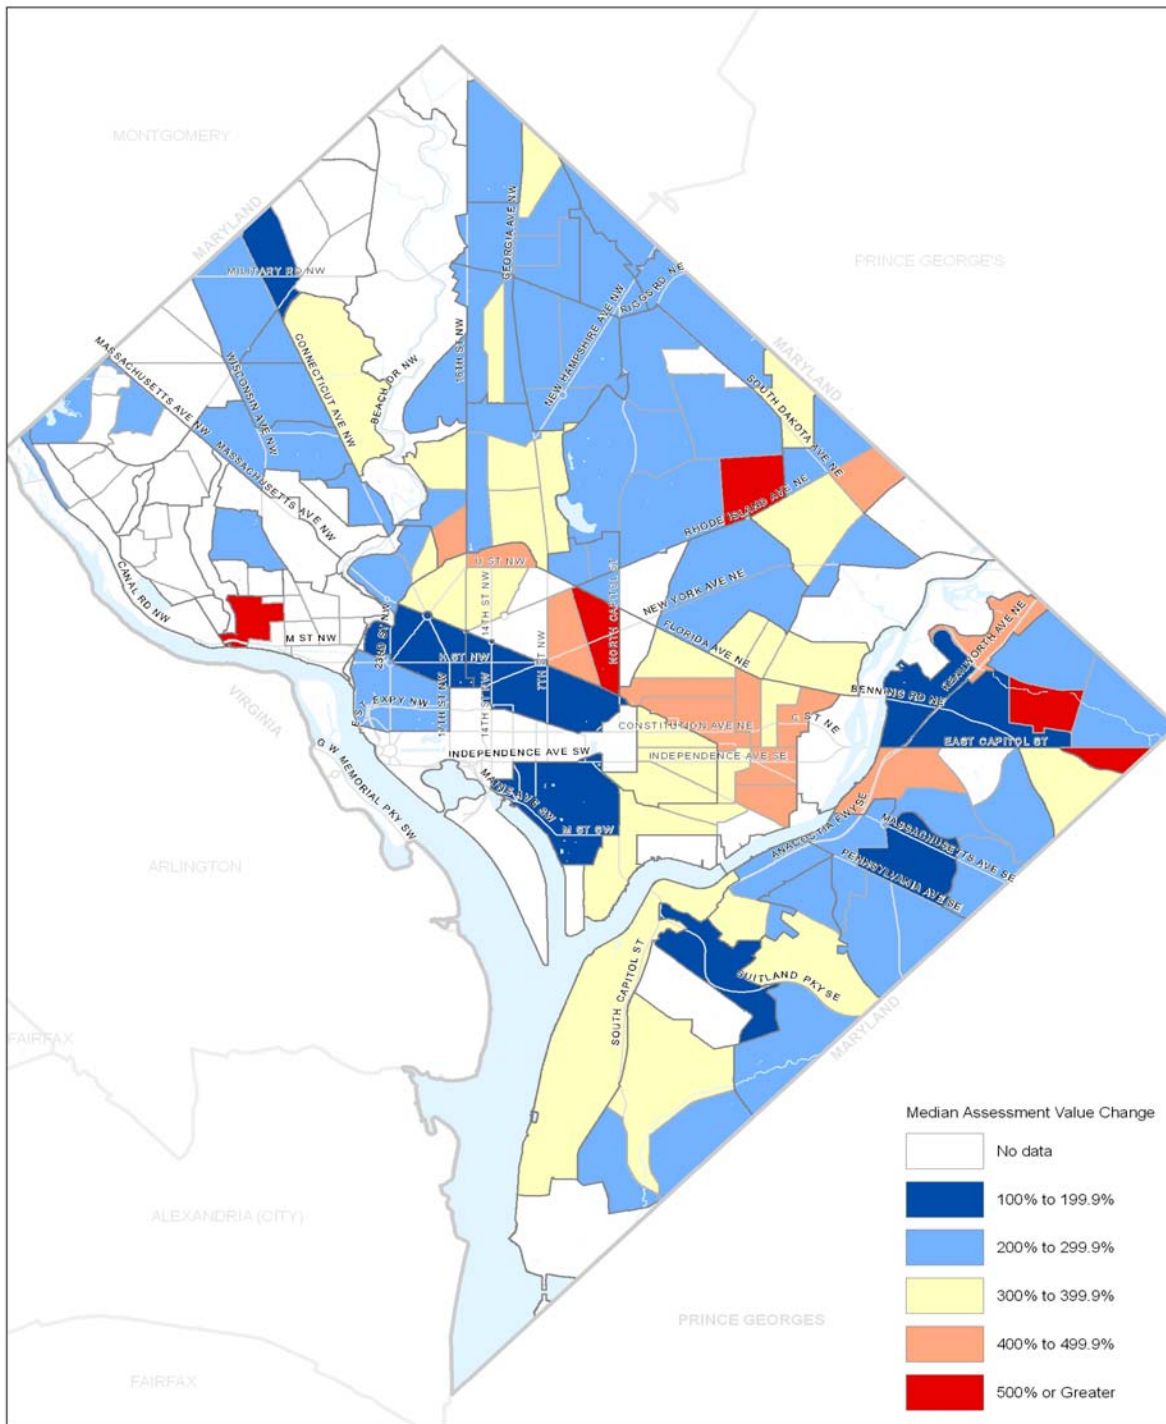 MONTGOMERY
MARYLAND
GEORGIA AVE NW
MILITARY RD NW
PRINCE GEORGE'S
RIGGS RD NE
NEW HAMPSHIRE AVE NW
16TH ST NW
MASSACHUSETTS AVE NW
WISCONSIN AVE NW
CONNECTICUT AVE NW
BEACH DR NW
MARYLAND
SOUTH DAKOTA AVE NE
MASSACHUSETTS AVE NW
MASSACHUSETTS AVE NW
RHODE ISLAND AVE NE
U ST NW
CANAL RD NW
NORTH CAPITOL ST
NEW YORK AVE NE
14TH ST NW
FLORIDA AVE NE
M ST NW
23RD ST NW
K ST NW
7TH ST NW
KENILWORTH AVE NE
BENNING RD NE
VIRGINIA
E ST EXPY NW
17TH ST NW
14TH ST NW
CONSTITUTION AVE NE
C ST NE
EAST CAPITOL ST
INDEPENDENCE AVE SW
INDEPENDENCE AVE SE
G W MEMORIAL PKY SW
MAINE AVE SW
M ST SW
ANACOSTIA FWYSE
MASSACHUSETTS AVE SE
PENNSYLVANIA AVE SE
ARLINGTON
SOUTH CAPITOL ST
SUITLAND PKY SE
MARYLAND
FAIRFAX
ALEXANDRIA (CITY)
PRINCE GEORGES
FAIRFAX
Median Assessment Value Change
No data
100% to 199.9%
200% to 299.9%
300% to 399.9%
400% to 499.9%
500% or Greater